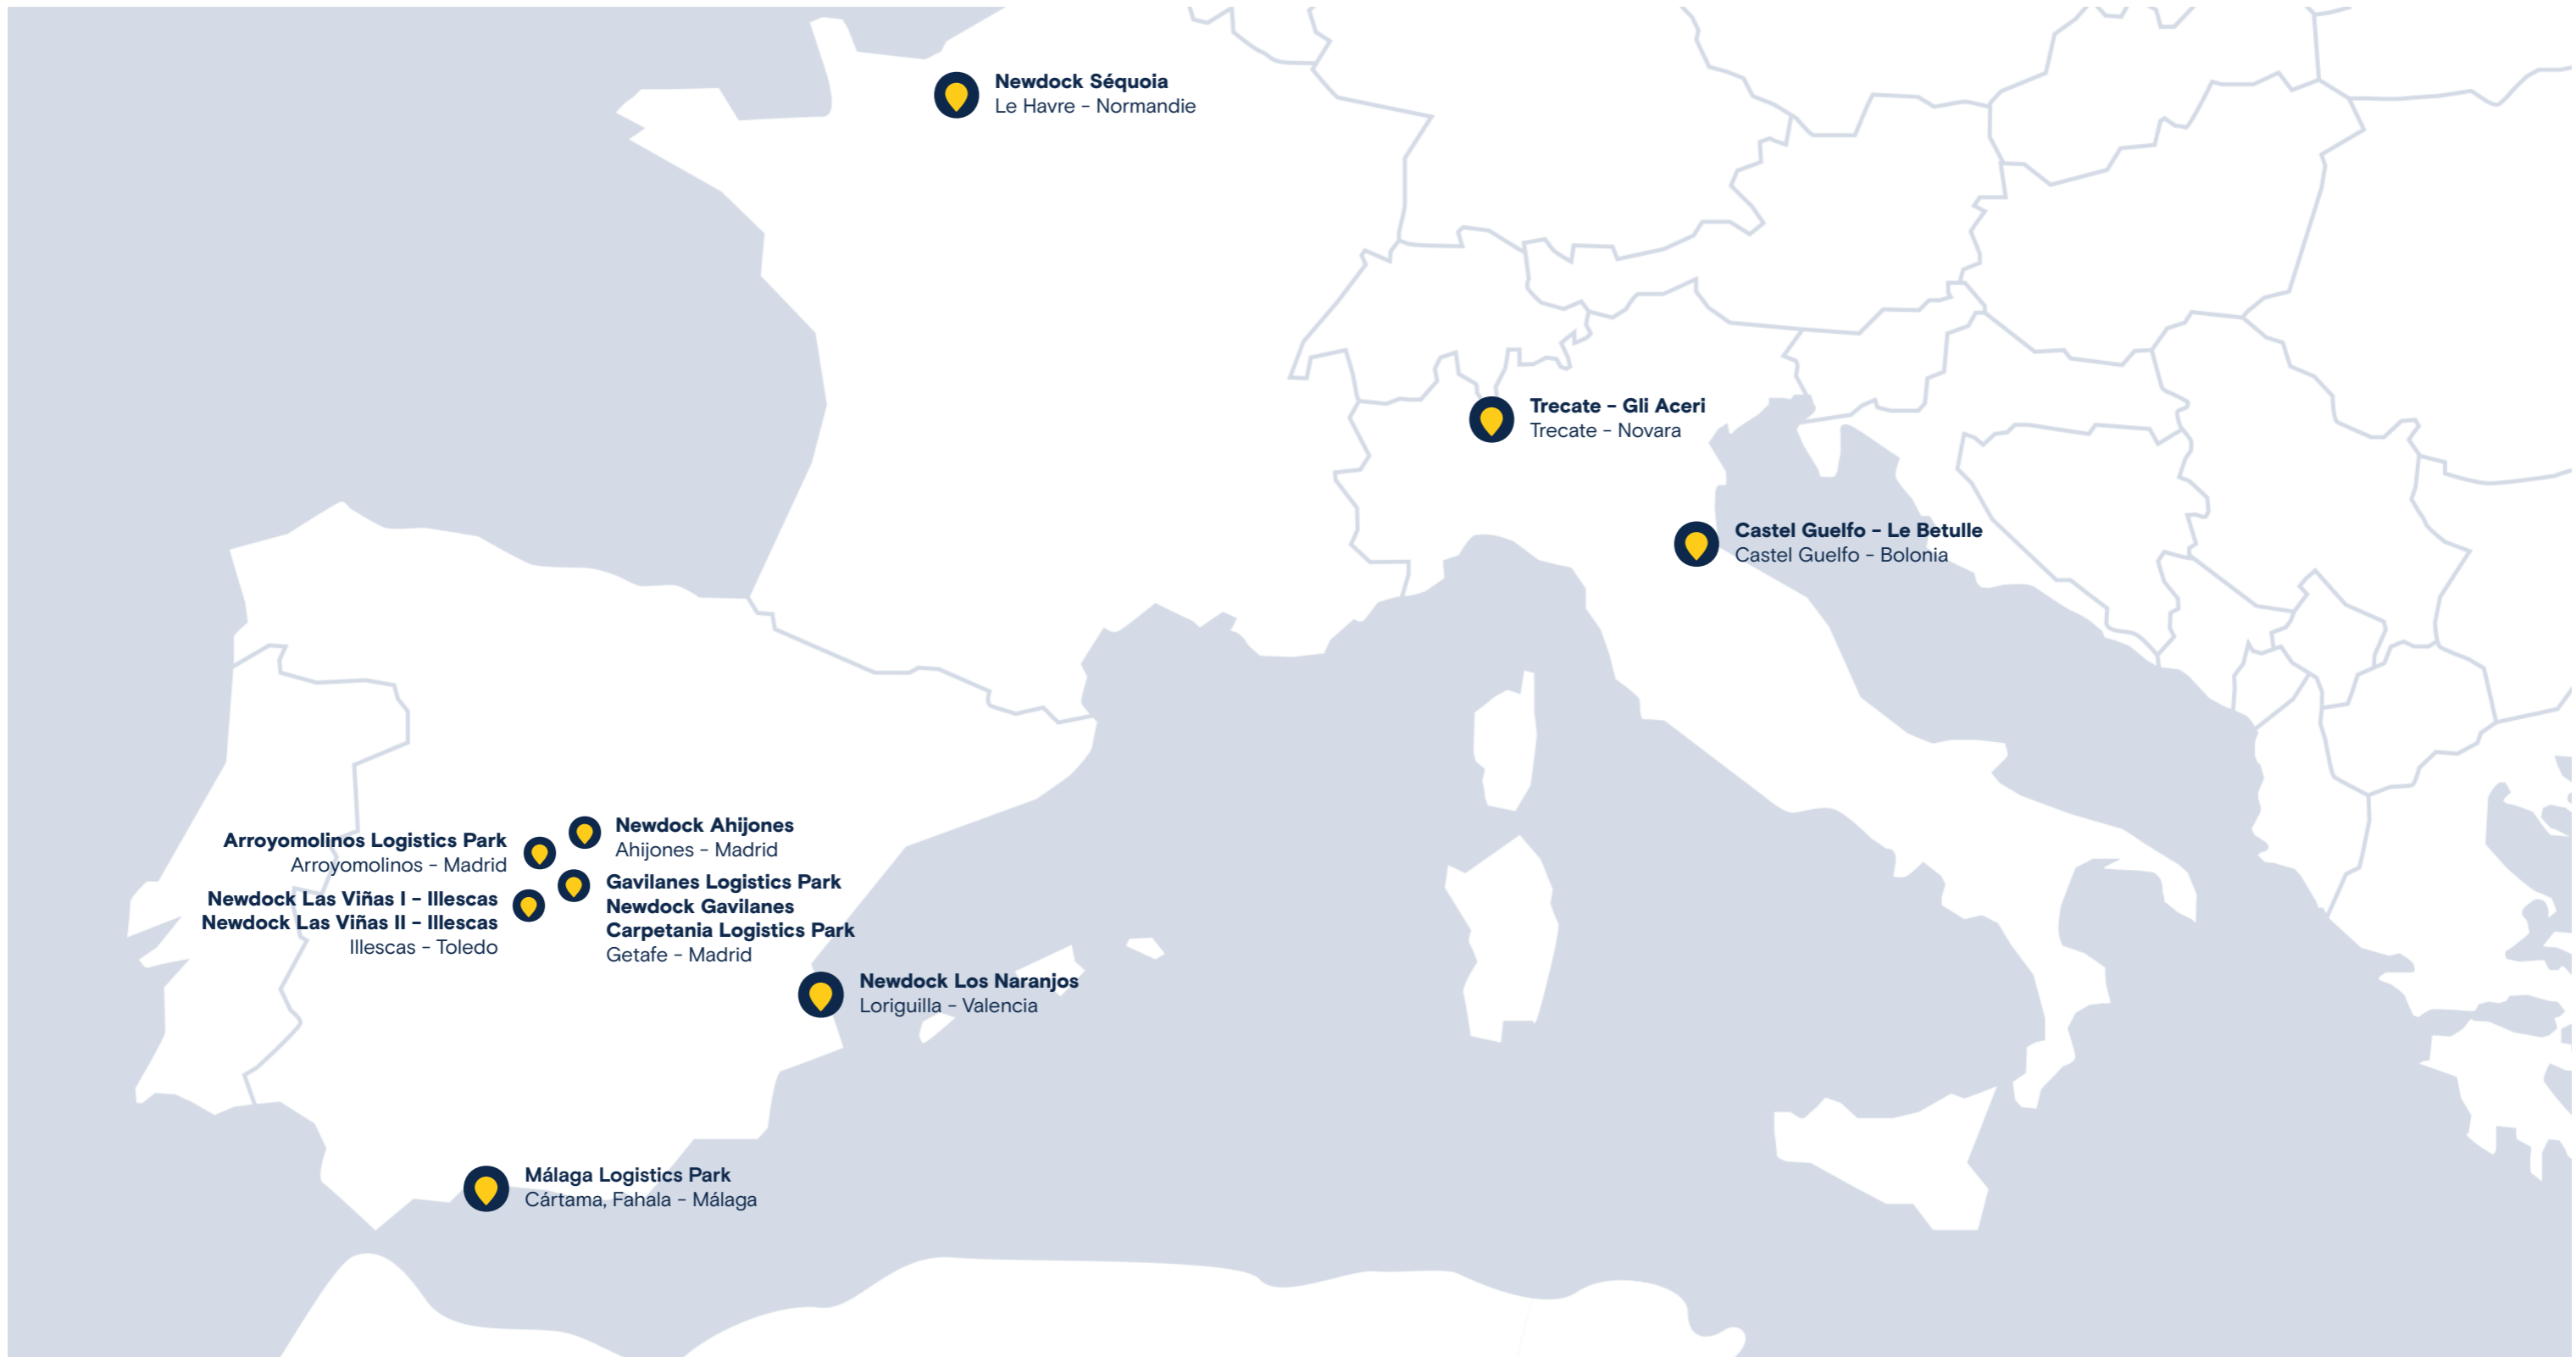 Newdock Séquoia
Le Havre - Normandie
Trecate - Gli Aceri
Trecate - Novara
Castel Guelfo - Le Betulle
Castel Guelfo - Bolonia
Newdock Ahijones
Ahijones - Madrid
Arroyomolinos Logistics Park
Arroyomolinos - Madrid
Gavilanes Logistics Park
Newdock Gavilanes
Carpetania Logistics Park
Getafe - Madrid
Newdock Las Viñas I - Illescas
Newdock Las Viñas II - Illescas
Illescas - Toledo
Newdock Los Naranjos
Loriguilla - Valencia
Málaga Logistics Park
Cártama, Fahala - Málaga